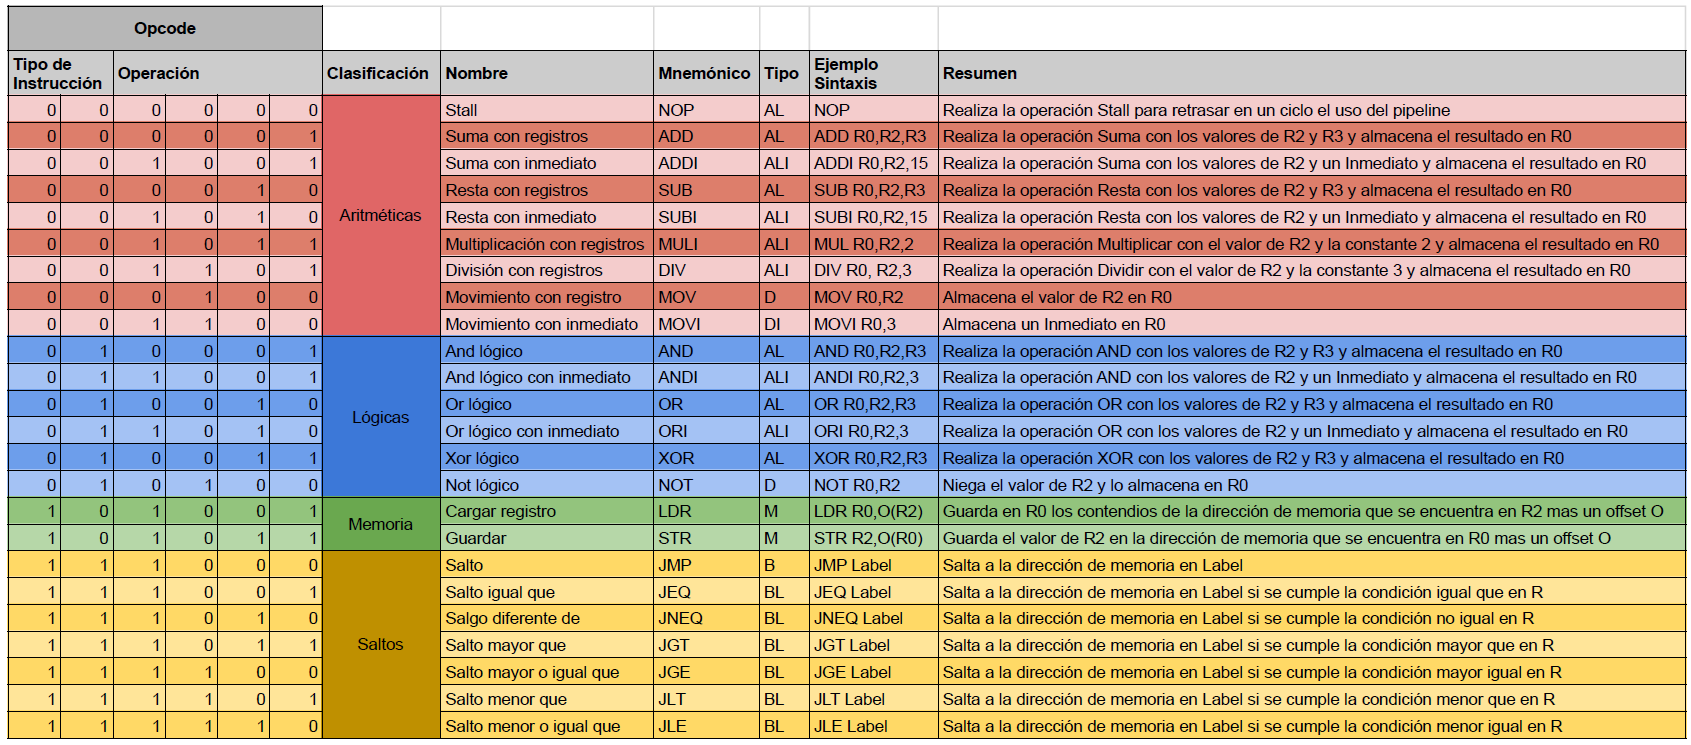 Opcode
Tipo de Instrucción Operación Clasificación Nombre Mnemónico Tipo Ejemplo Sintaxis Resumen
0 0 0 0 0 0 Stall NOP AL NOP Realiza la operación Stall para retrasar en un ciclo el uso del pipeline
0 0 0 0 0 1 Suma con registros ADD AL ADD R0,R2,R3 Realiza la operación Suma con los valores de R2 y R3 y almacena el resultado en R0
0 0 1 0 0 1 Suma con inmediato ADDI ALI ADDI R0,R2,15 Realiza la operación Suma con los valores de R2 y un Inmediato y almacena el resultado en R0
0 0 0 0 1 0 Resta con registros SUB AL SUB R0,R2,R3 Realiza la operación Resta con los valores de R2 y R3 y almacena el resultado en R0
0 0 1 0 1 0 Aritméticas Resta con inmediato SUBI ALI SUBI R0,R2,15 Realiza la operación Resta con los valores de R2 y un Inmediato y almacena el resultado en R0
0 0 1 0 1 1 Multiplicación con registros MULI ALI MUL R0,R2,2 Realiza la operación Multiplicar con el valor de R2 y la constante 2 y almacena el resultado en R0
0 0 1 1 0 1 División con registros DIV ALI DIV R0, R2,3 Realiza la operación Dividir con el valor de R2 y la constante 3 y almacena el resultado en R0
0 0 0 1 0 0 Movimiento con registro MOV D MOV R0,R2 Almacena el valor de R2 en R0
0 0 1 1 0 0 Movimiento con inmediato MOVI DI MOVI R0,3 Almacena un Inmediato en R0
0 1 0 0 0 1 And lógico AND AL AND R0,R2,R3 Realiza la operación AND con los valores de R2 y R3 y almacena el resultado en R0
0 1 1 0 0 1 And lógico con inmediato ANDI ALI ANDI R0,R2,3 Realiza la operación AND con los valores de R2 y un Inmediato y almacena el resultado en R0
0 1 0 0 1 0 Lógicas Or lógico OR AL OR R0,R2,R3 Realiza la operación OR con los valores de R2 y R3 y almacena el resultado en R0
0 1 1 0 1 0 Or lógico con inmediato ORI ALI ORI R0,R2,3 Realiza la operación OR con los valores de R2 y un Inmediato y almacena el resultado en R0
0 1 0 0 1 1 Xor lógico XOR AL XOR R0,R2,R3 Realiza la operación XOR con los valores de R2 y R3 y almacena el resultado en R0
0 1 0 1 0 0 Not lógico NOT D NOT R0,R2 Niega el valor de R2 y lo almacena en R0
1 0 1 0 0 1 Memoria Cargar registro LDR M LDR R0,O(R2) Guarda en R0 los contendios de la dirección de memoria que se encuentra en R2 mas un offset O
1 0 1 0 1 1 Guardar STR M STR R2,O(R0) Guarda el valor de R2 en la dirección de memoria que se encuentra en R0 mas un offset O
1 1 1 0 0 0 Salto JMP B JMP Label Salta a la dirección de memoria en Label
1 1 1 0 0 1 Salto igual que JEQ BL JEQ Label Salta a la dirección de memoria en Label si se cumple la condición igual que en R
1 1 1 0 1 0 Salgo diferente de JNEQ BL JNEQ Label Salta a la dirección de memoria en Label si se cumple la condición no igual en R
1 1 1 0 1 1 Saltos Salto mayor que JGT BL JGT Label Salta a la dirección de memoria en Label si se cumple la condición mayor que en R
1 1 1 1 0 0 Salto mayor o igual que JGE BL JGE Label Salta a la dirección de memoria en Label si se cumple la condición mayor igual en R
1 1 1 1 0 1 Salto menor que JLT BL JLT Label Salta a la dirección de memoria en Label si se cumple la condición menor que en R
1 1 1 1 1 0 Salto menor o igual que JLE BL JLE Label Salta a la dirección de memoria en Label si se cumple la condición menor igual en R